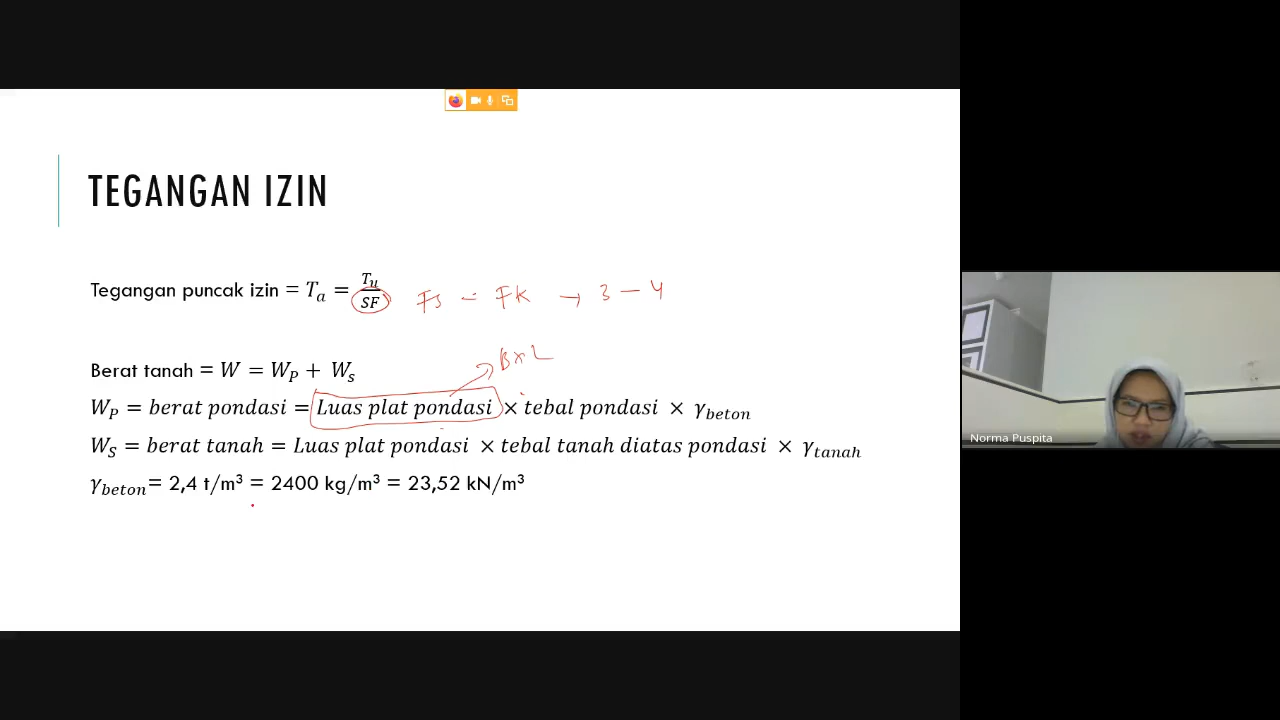 TEGANGAN IZIN
Tegangan puncak izin = Tₐ = Tᵤ/SF FS - FK → 3 – 4
B x L
Berat tanah = W = W_P + W_s
W_P = berat pondasi = Luas plat pondasi × tebal pondasi × γ_beton
W_S = berat tanah = Luas plat pondasi × tebal tanah diatas pondasi × γ_tanah
γ_beton= 2,4 t/m³ = 2400 kg/m³ = 23,52 kN/m³
Norma Puspita